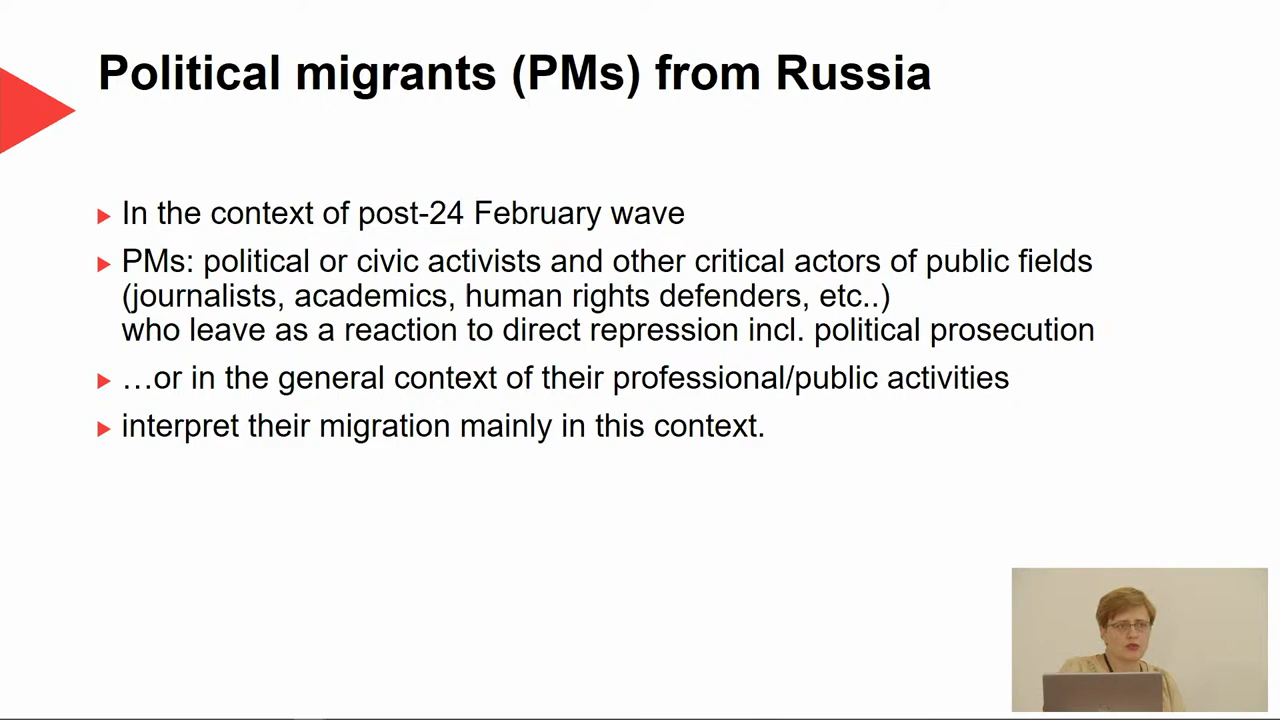 Political migrants (PMs) from Russia
In the context of post-24 February wave
PMs: political or civic activists and other critical actors of public fields
(journalists, academics, human rights defenders, etc..)
who leave as a reaction to direct repression incl. political prosecution
…or in the general context of their professional/public activities
interpret their migration mainly in this context.